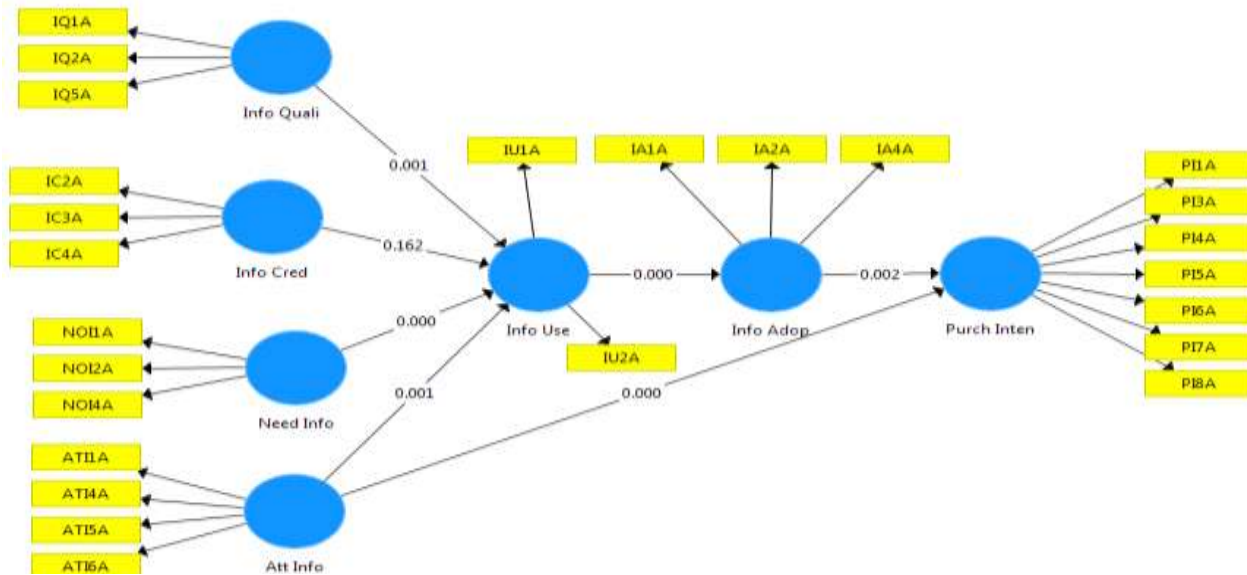 IQ1A
IQ2A
IQ5A
Info Quali
0.001
IC2A
IC3A
IC4A
Info Cred
0.162
NOI1A
NOI2A
NOI4A
Need Info
0.000
ATI1A
ATI4A
ATI5A
ATI6A
Att Info
0.001
0.000
IU1A
Info Use
IU2A
0.000
IA1A
IA2A
IA4A
Info Adop
0.002
Purch Inten
PI1A
PI3A
PI4A
PI5A
PI6A
PI7A
PI8A